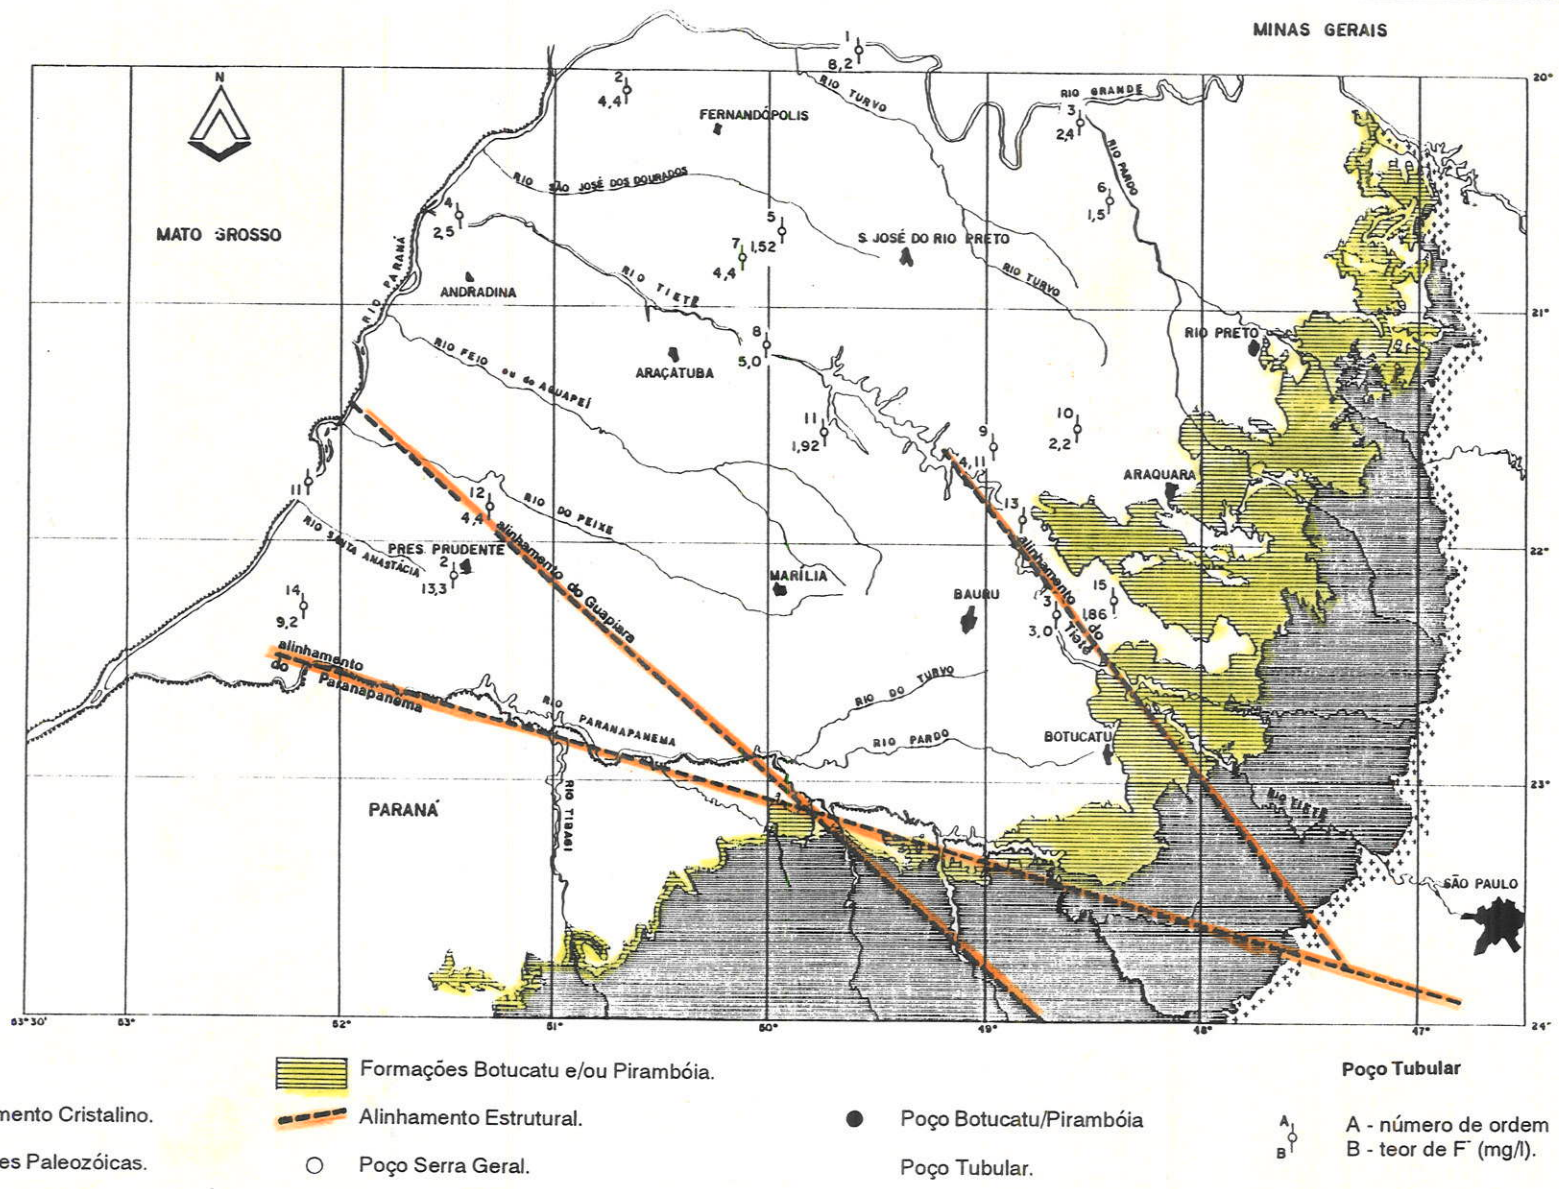 MINAS GERAIS
1
8,2
N
2
4,4
RIO TURVO
RIO GRANDE
20°
3
2,4
FERNANDÓPOLIS
RIO PARDO
RIO SÃO JOSÉ DOS DOURADOS
6
1,5
MATO GROSSO
4
2,5
5
1,52
7
4,4
S. JOSÉ DO RIO PRETO
RIO PARANÁ
RIO TIETÊ
RIO TURVO
ANDRADINA
21°
8
5,0
RIO PRETO
RIO FEIO ou do AGUAPEÍ
ARAÇATUBA
11
1,92
9
4,11
10
2,2
ARAQUARA
1
11
12
4,4
RIO DO PEIXE
13
RIO SANTA ANASTÁCIA
PRES. PRUDENTE
2
13,3
22°
alinhamento do Guapiara
MARÍLIA
BAURU
alinhamento do Tietê
15
1,86
3
3,0
14
9,2
alinhamento do Paranapanema
RIO PARANAPANEMA
RIO DO TURVO
RIO PARDO
BOTUCATU
23°
PARANÁ
RIO TIBAGI
RIO TIETÊ
SÃO PAULO
53°30'
53°
52°
51°
50°
49°
48°
47°
24°
Formações Botucatu e/ou Pirambóia.
Poço Tubular
mento Cristalino.
Alinhamento Estrutural.
Poço Botucatu/Pirambóia
A
B
A - número de ordem
B - teor de F⁻ (mg/l).
es Paleozóicas.
Poço Serra Geral.
Poço Tubular.